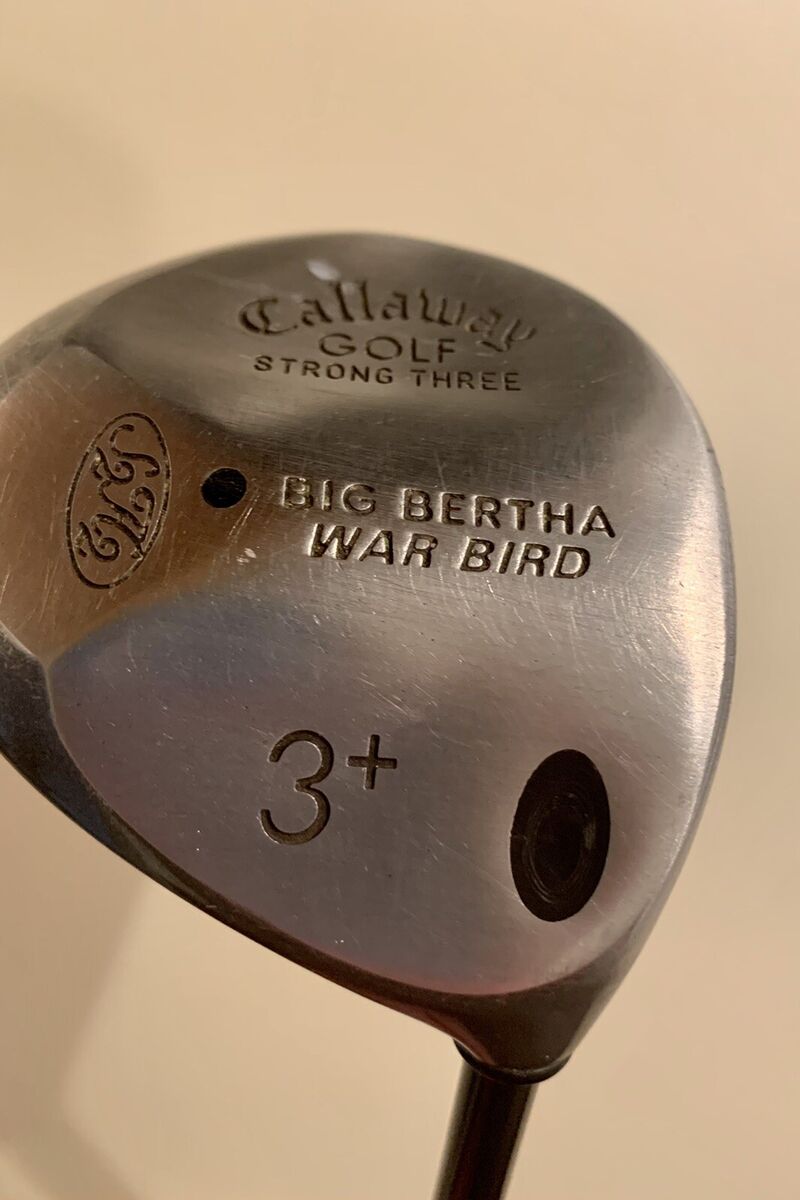 Callaway
GOLF
STRONG THREE
BIG BERTHA
WAR BIRD
3+